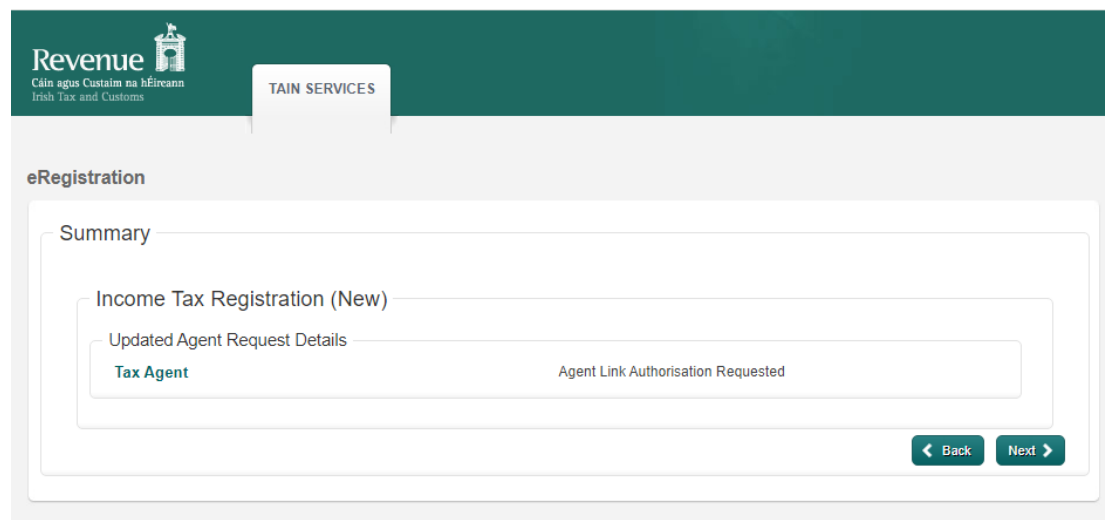 Revenue
Cáin agus Custaim na hÉireann
Irish Tax and Customs
TAIN SERVICES
eRegistration
Summary
Income Tax Registration (New)
Updated Agent Request Details
Tax Agent Agent Link Authorisation Requested
Back Next